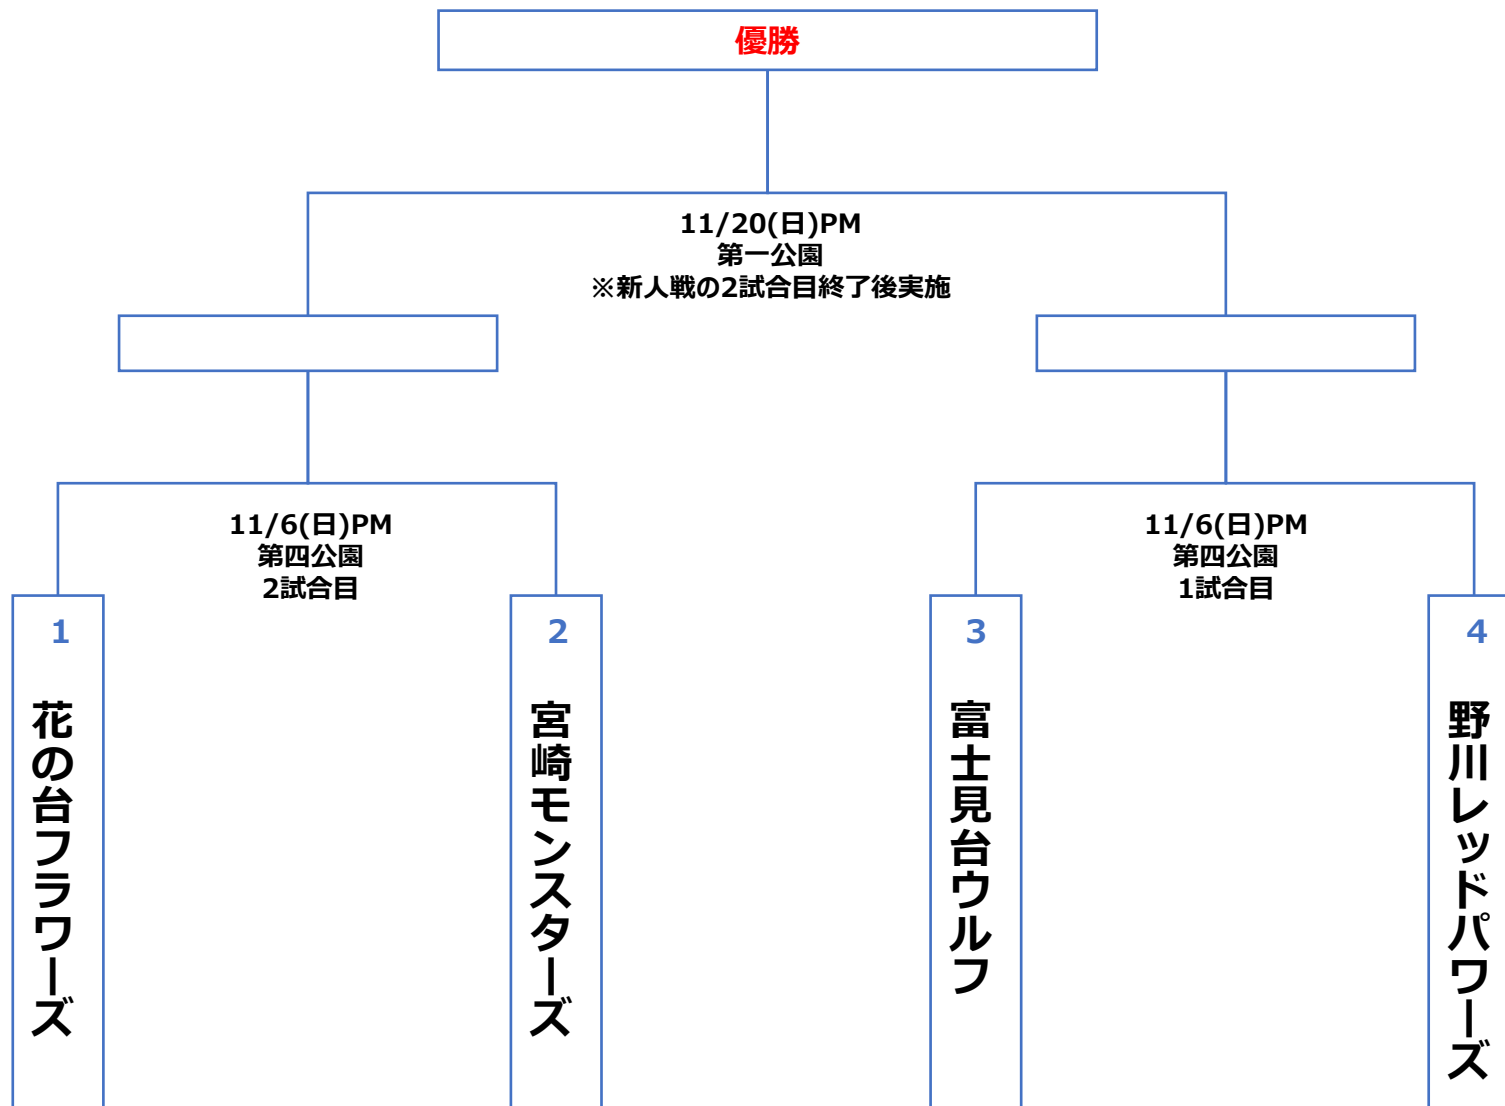 優勝
11/20(日)PM
第一公園
※新人戦の2試合目終了後実施
11/6(日)PM
第四公園
2試合目
11/6(日)PM
第四公園
1試合目
1
花の台フラワーズ
2
宮崎モンスターズ
3
富士見台ウルフ
4
野川レッドパワーズ